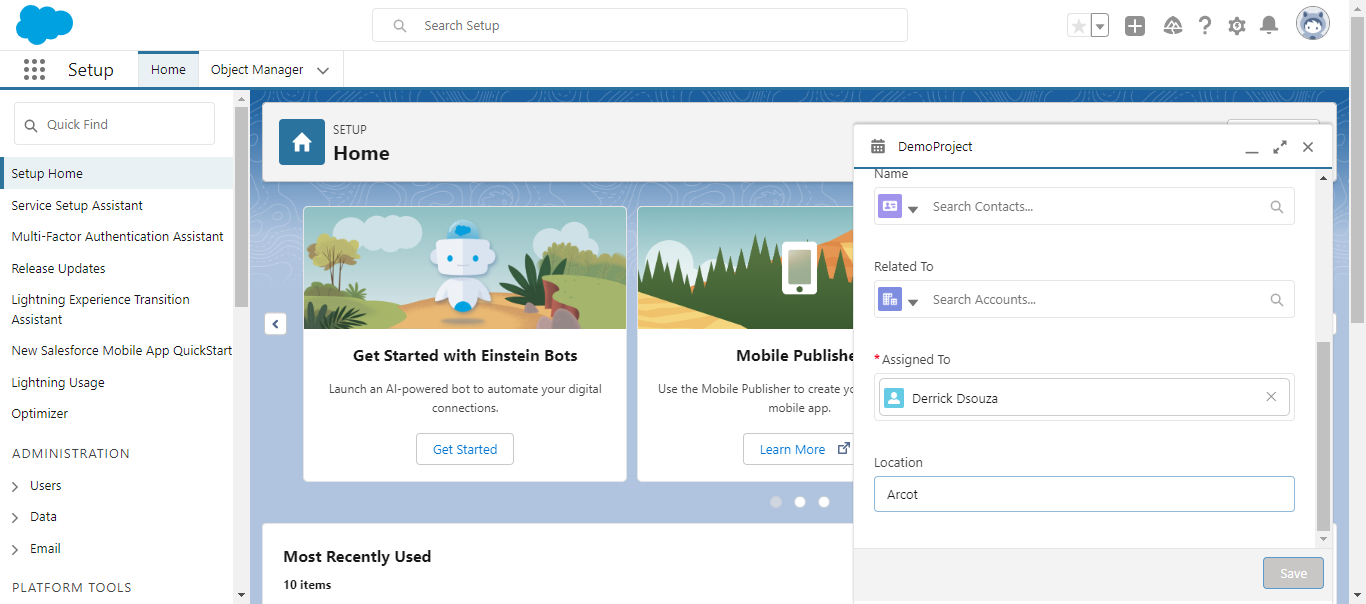 Search Setup
Setup
Home
Object Manager
Quick Find
Setup Home
Service Setup Assistant
Multi-Factor Authentication Assistant
Release Updates
Lightning Experience Transition
Assistant
New Salesforce Mobile App QuickStart
Lightning Usage
Optimizer
ADMINISTRATION
Users
Data
Email
PLATFORM TOOLS
SETUP
Home
Get Started with Einstein Bots
Launch an AI-powered bot to automate your digital
connections.
Get Started
Mobile Publishe
Use the Mobile Publisher to create yo
mobile app.
Learn More
Most Recently Used
10 items
DemoProject
Name
Search Contacts...
Related To
Search Accounts...
*Assigned To
Derrick Dsouza
Location
Arcot
Save